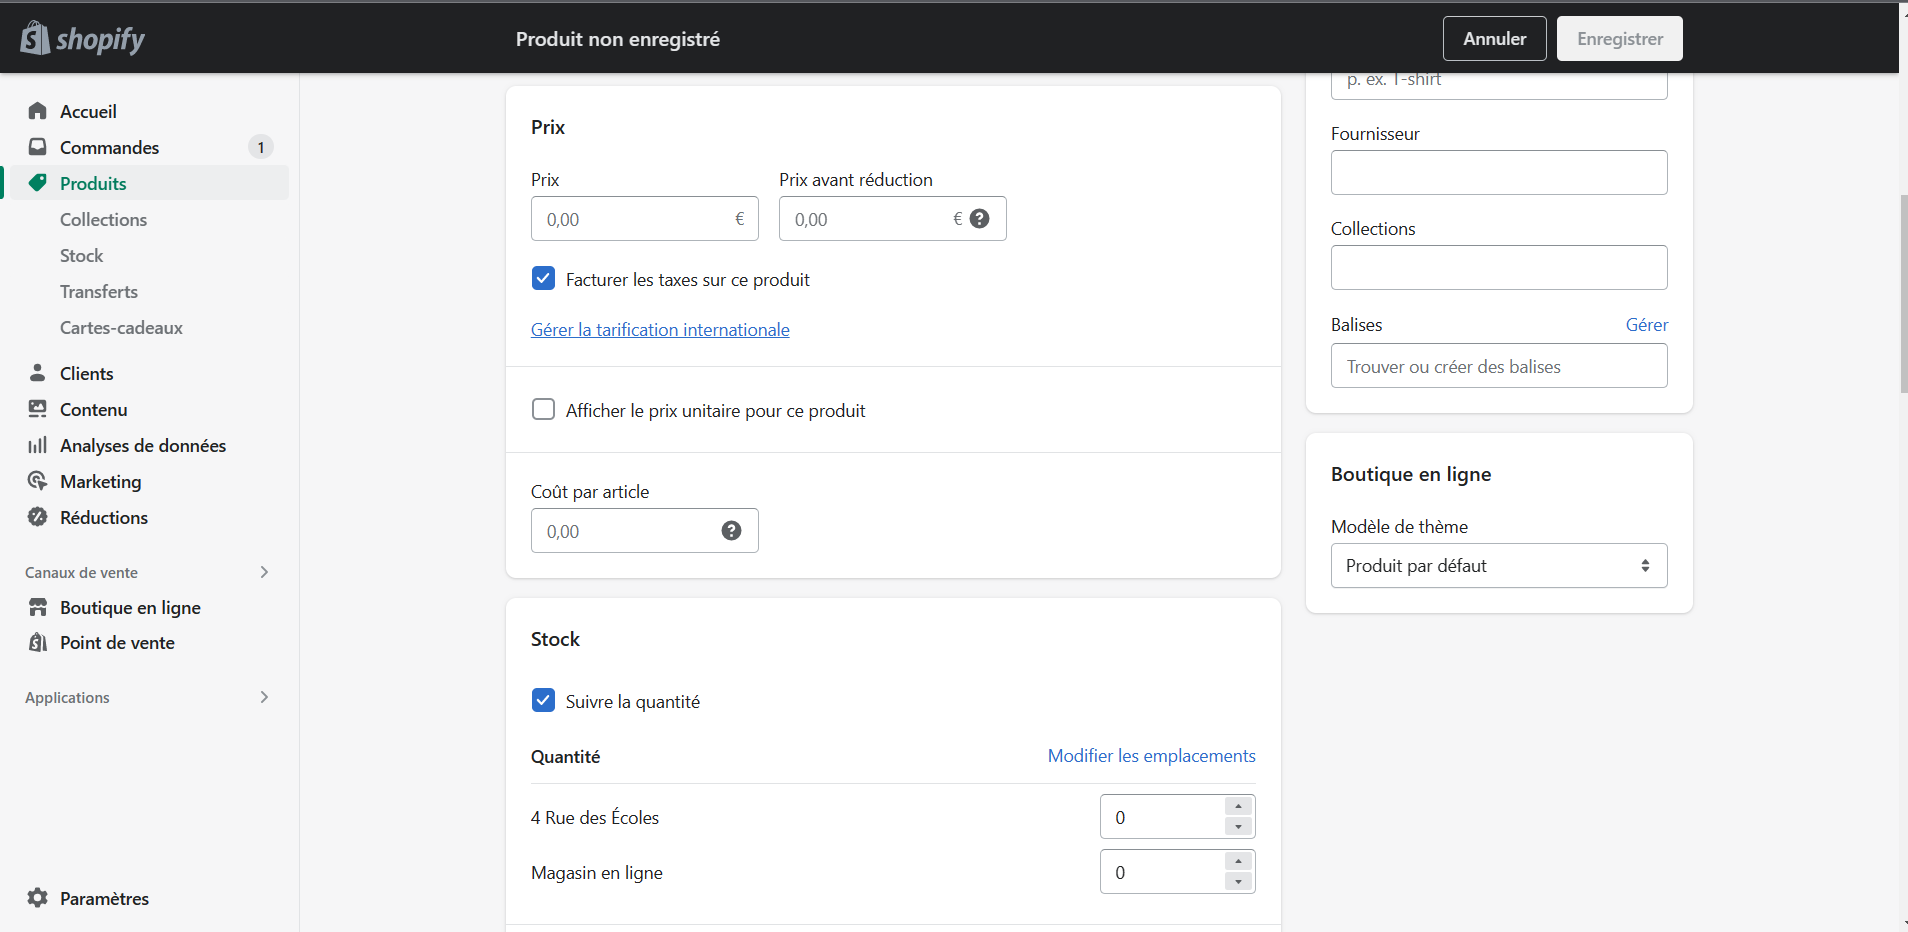 shopify
Produit non enregistré
Annuler
Enregistrer
Accueil
Commandes
1
Produits
Collections
Stock
Transferts
Cartes-cadeaux
Clients
Contenu
Analyses de données
Marketing
Réductions
Canaux de vente
Boutique en ligne
Point de vente
Applications
Paramètres
Prix
Prix
Prix avant réduction
0,00 €
0,00 € ?
Facturer les taxes sur ce produit
Gérer la tarification internationale
Afficher le prix unitaire pour ce produit
Coût par article
0,00 ?
Stock
Suivre la quantité
Quantité
Modifier les emplacements
4 Rue des Écoles
0
Magasin en ligne
0
p. ex. T-shirt
Fournisseur
Collections
Balises
Gérer
Trouver ou créer des balises
Boutique en ligne
Modèle de thème
Produit par défaut